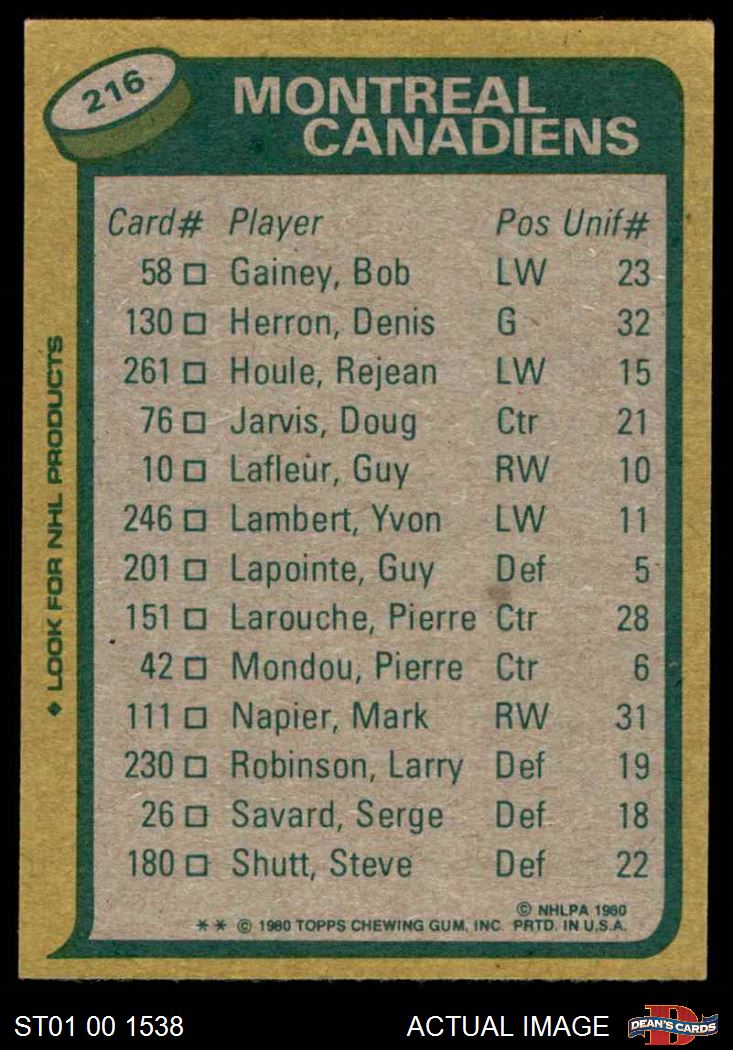 216
MONTREAL
CANADIENS
Card# Player Pos Unif#
58 □ Gainey, Bob LW 23
130 □ Herron, Denis G 32
261 □ Houle, Rejean LW 15
76 □ Jarvis, Doug Ctr 21
10 □ Lafleur, Guy RW 10
246 □ Lambert, Yvon LW 11
201 □ Lapointe, Guy Def 5
151 □ Larouche, Pierre Ctr 28
42 □ Mondou, Pierre Ctr 6
111 □ Napier, Mark RW 31
230 □ Robinson, Larry Def 19
26 □ Savard, Serge Def 18
180 □ Shutt, Steve Def 22
© NHLPA 1980
** © 1980 TOPPS CHEWING GUM, INC. PRTD. IN U.S.A.
◆ LOOK FOR NHL PRODUCTS
ST01 00 1538
ACTUAL IMAGE
D
DEAN'S CARDS